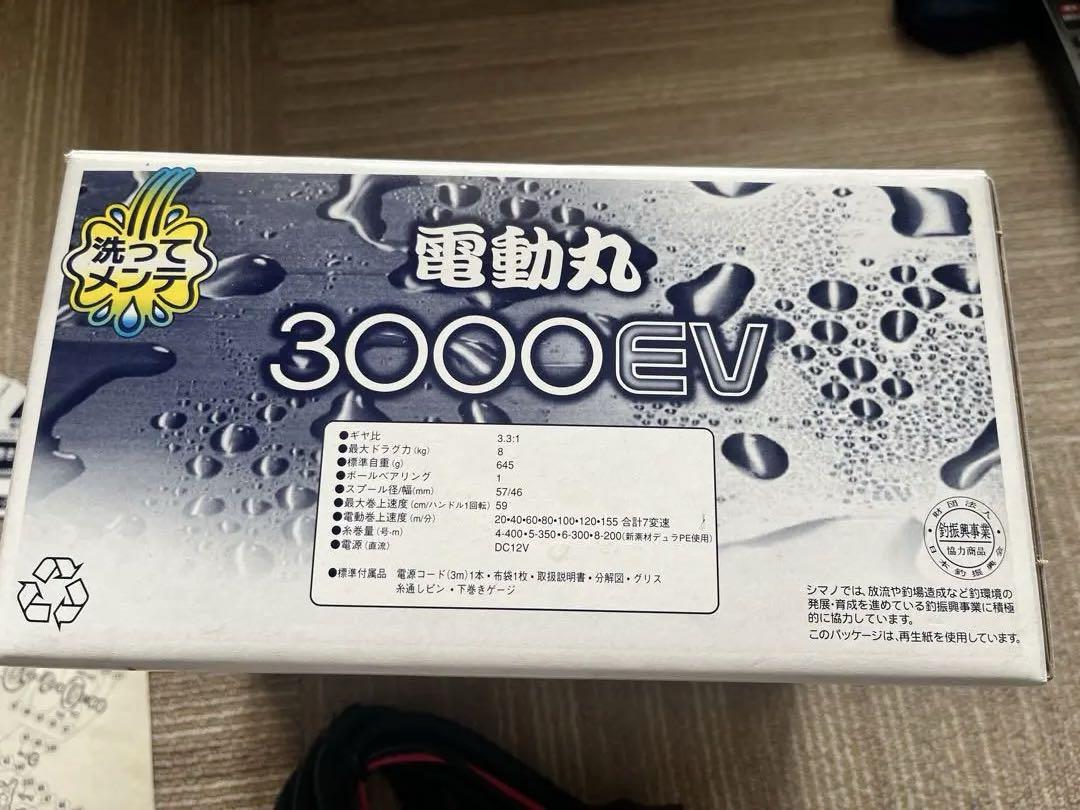 洗って
メンテ
電動丸
3000EV
●ギヤ比 3.3:1
●最大ドラグ力(kg) 8
●標準自重(g) 645
●ボールベアリング 1
●スプール径/幅(mm) 57/46
●最大巻上速度(cm/ハンドル1回転) 59
●電動巻上速度(m/分) 20•40•60•80•100•120•155 合計7変速
●糸巻量(号-m) 4-400•5-350•6-300•8-200(新素材デュラPE使用)
●電源(直流) DC12V
●標準付属品 電源コード(3m)1本・布袋1枚・取扱説明書・分解図・グリス
糸通しピン・下巻きゲージ
財団法人
釣振興事業
協力商品
日本釣振興会
シマノでは、放流や釣場造成など釣環境の
発展・育成を進めている釣振興事業に積極
的に協力しています。
このパッケージは、再生紙を使用しています。